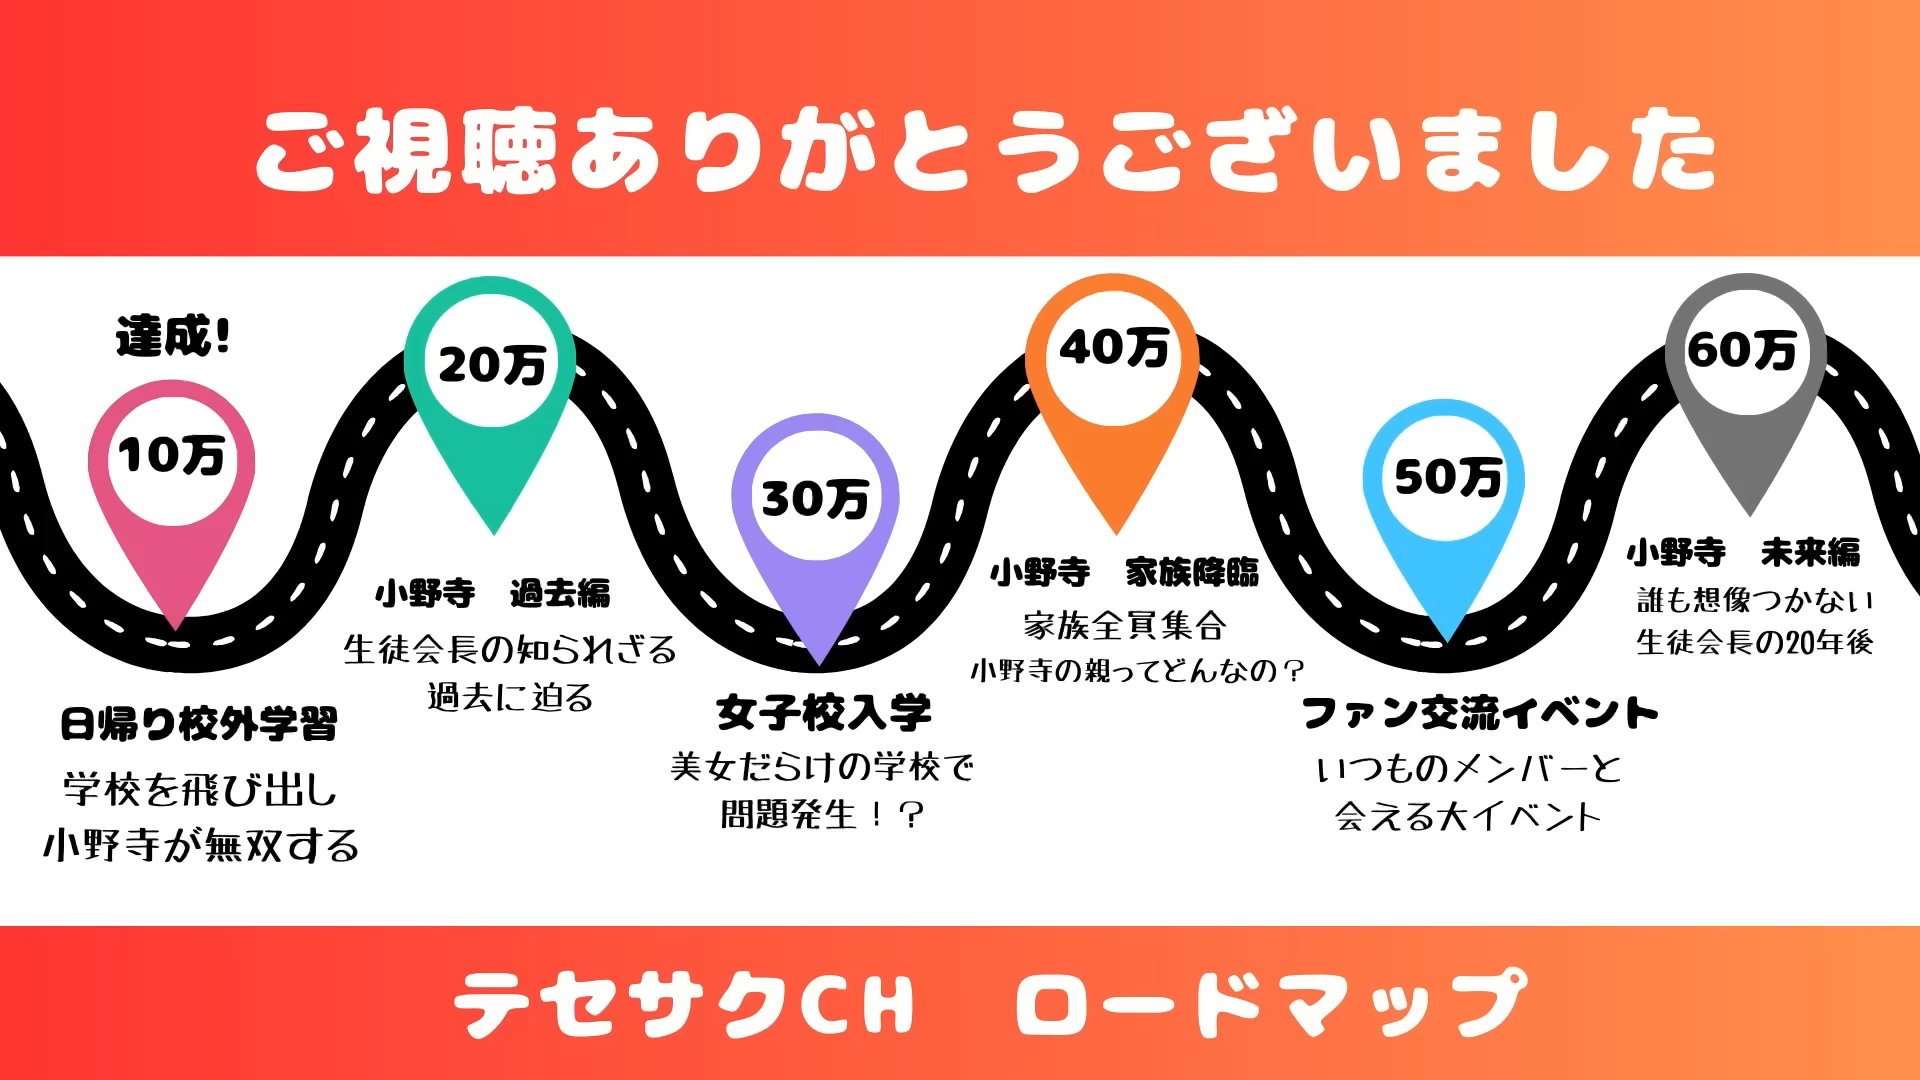 ご視聴ありがとうございました
達成!
10万
日帰り校外学習
学校を飛び出し
小野寺が無双する
20万
小野寺　過去編
生徒会長の知られざる
過去に迫る
30万
女子校入学
美女だらけの学校で
問題発生！？
40万
小野寺　家族降臨
家族全員集合
小野寺の親ってどんなの？
50万
ファン交流イベント
いつものメンバーと
会える大イベント
60万
小野寺　未来編
誰も想像つかない
生徒会長の20年後
テセサクCH　ロードマップ